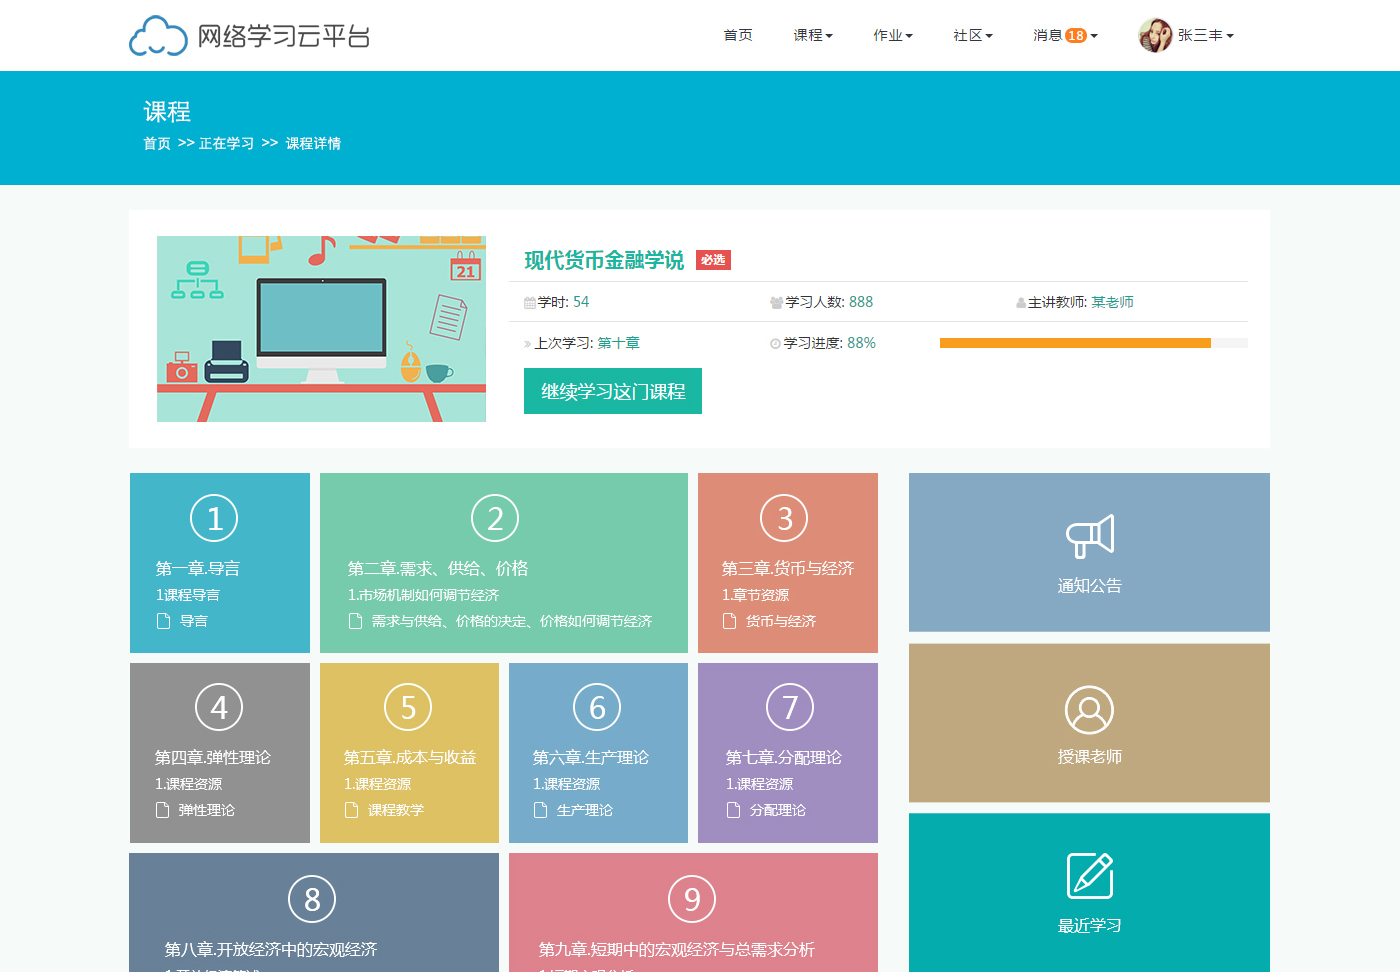 网络学习云平台
首页 课程 作业 社区 消息 18 张三丰
课程
首页 >> 正在学习 >> 课程详情
21
现代货币金融学说 必选
学时: 54 学习人数: 888 主讲教师: 某老师
» 上次学习: 第十章 学习进度: 88%
继续学习这门课程
1
第一章.导言
1课程导言
导言
2
第二章.需求、供给、价格
1.市场机制如何调节经济
需求与供给、价格的决定、价格如何调节经济
3
第三章.货币与经济
1.章节资源
货币与经济
通知公告
4
第四章.弹性理论
1.课程资源
弹性理论
5
第五章.成本与收益
1.课程资源
课程教学
6
第六章.生产理论
1.课程资源
生产理论
7
第七章.分配理论
1.课程资源
分配理论
授课老师
8
第八章.开放经济中的宏观经济
9
第九章.短期中的宏观经济与总需求分析
最近学习